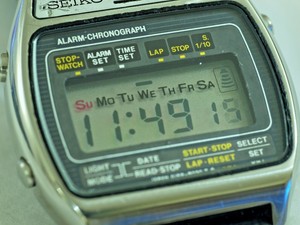 SEIKO
ALARM-CHRONOGRAPH
STOP-WATCH ALARM SET TIME SET LAP STOP S. 1/10
Su Mo Tu We Th Fr Sa
11:49 16
LIGHT DATE START-STOP SELECT
MODE READ-STOP LAP-RESET SET